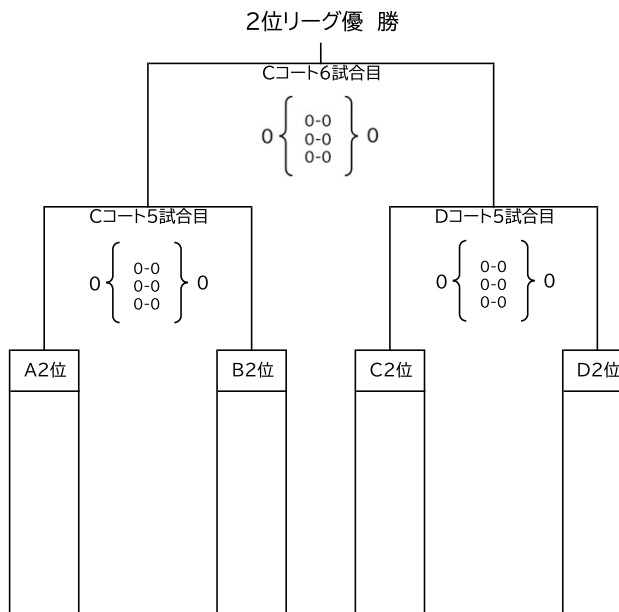 2位リーグ優 勝
Cコート6試合目
0 { 0-0 } 0
0-0
0-0
Cコート5試合目
0 { 0-0 } 0
0-0
0-0
Dコート5試合目
0 { 0-0 } 0
0-0
0-0
A2位
B2位
C2位
D2位